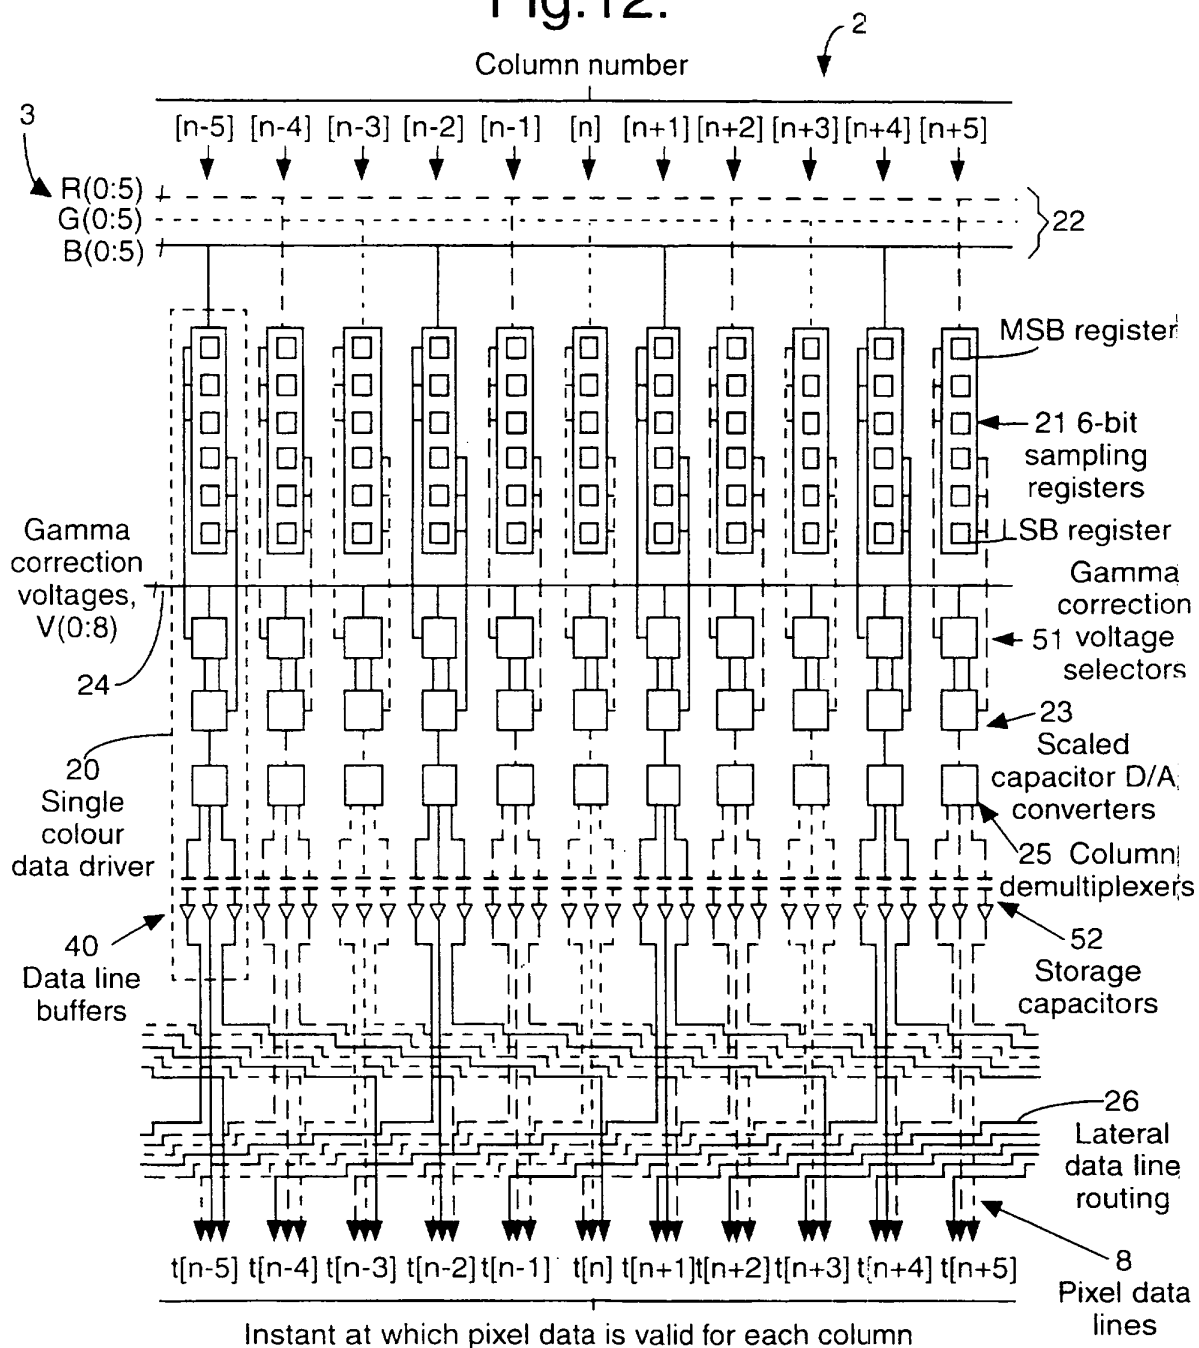 Fig.12.
2
Column number
3
[n-5] [n-4] [n-3] [n-2] [n-1] [n] [n+1] [n+2] [n+3] [n+4] [n+5]
R(0:5)
G(0:5)
B(0:5)
22
MSB register
21 6-bit
sampling
registers
LSB register
Gamma
correction
voltages,
V(0:8)
24
Gamma
correction
51 voltage
selectors
23
Scaled
capacitor D/A
converters
20
Single
colour
data driver
25 Column
demultiplexers
40
Data line
buffers
52
Storage
capacitors
26
Lateral
data line
routing
t[n-5] t[n-4] t[n-3] t[n-2] t[n-1] t[n] t[n+1] t[n+2] t[n+3] t[n+4] t[n+5]
8
Pixel data
lines
Instant at which pixel data is valid for each column